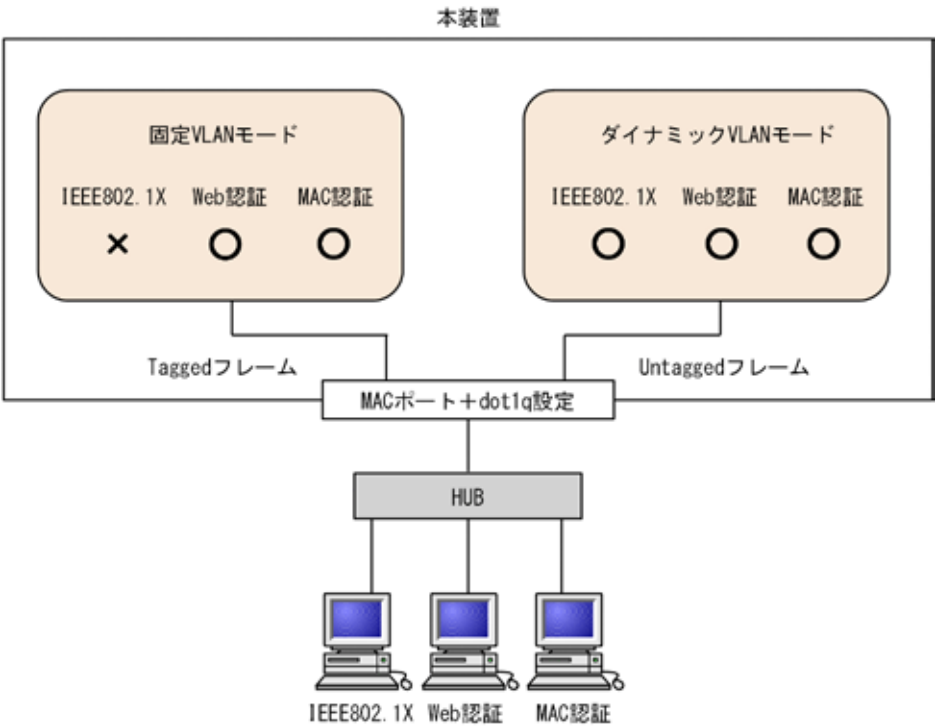 本装置
固定VLANモード
IEEE802.1X Web認証 MAC認証
× ○ ○
ダイナミックVLANモード
IEEE802.1X Web認証 MAC認証
○ ○ ○
Taggedフレーム
Untaggedフレーム
MACポート＋dot1q設定
HUB
IEEE802.1X Web認証 MAC認証